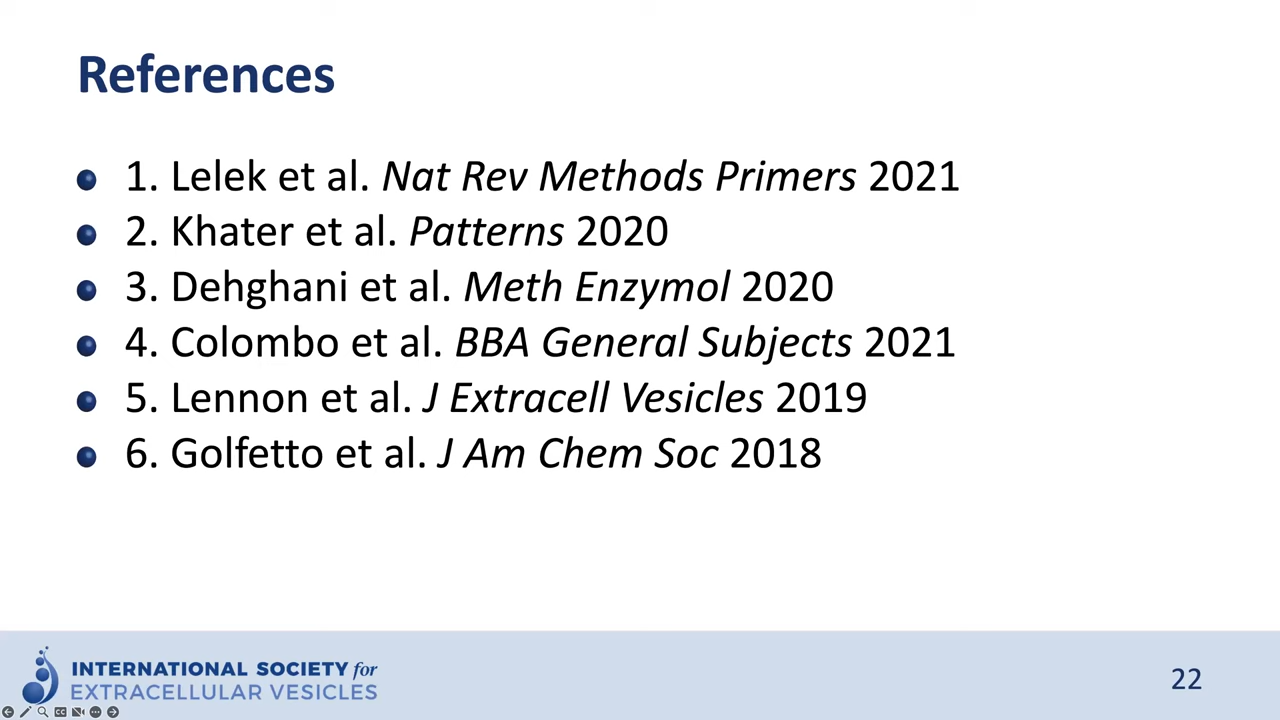 References
1. Lelek et al. Nat Rev Methods Primers 2021
2. Khater et al. Patterns 2020
3. Dehghani et al. Meth Enzymol 2020
4. Colombo et al. BBA General Subjects 2021
5. Lennon et al. J Extracell Vesicles 2019
6. Golfetto et al. J Am Chem Soc 2018
INTERNATIONAL SOCIETY for
EXTRACELLULAR VESICLES
22
CC